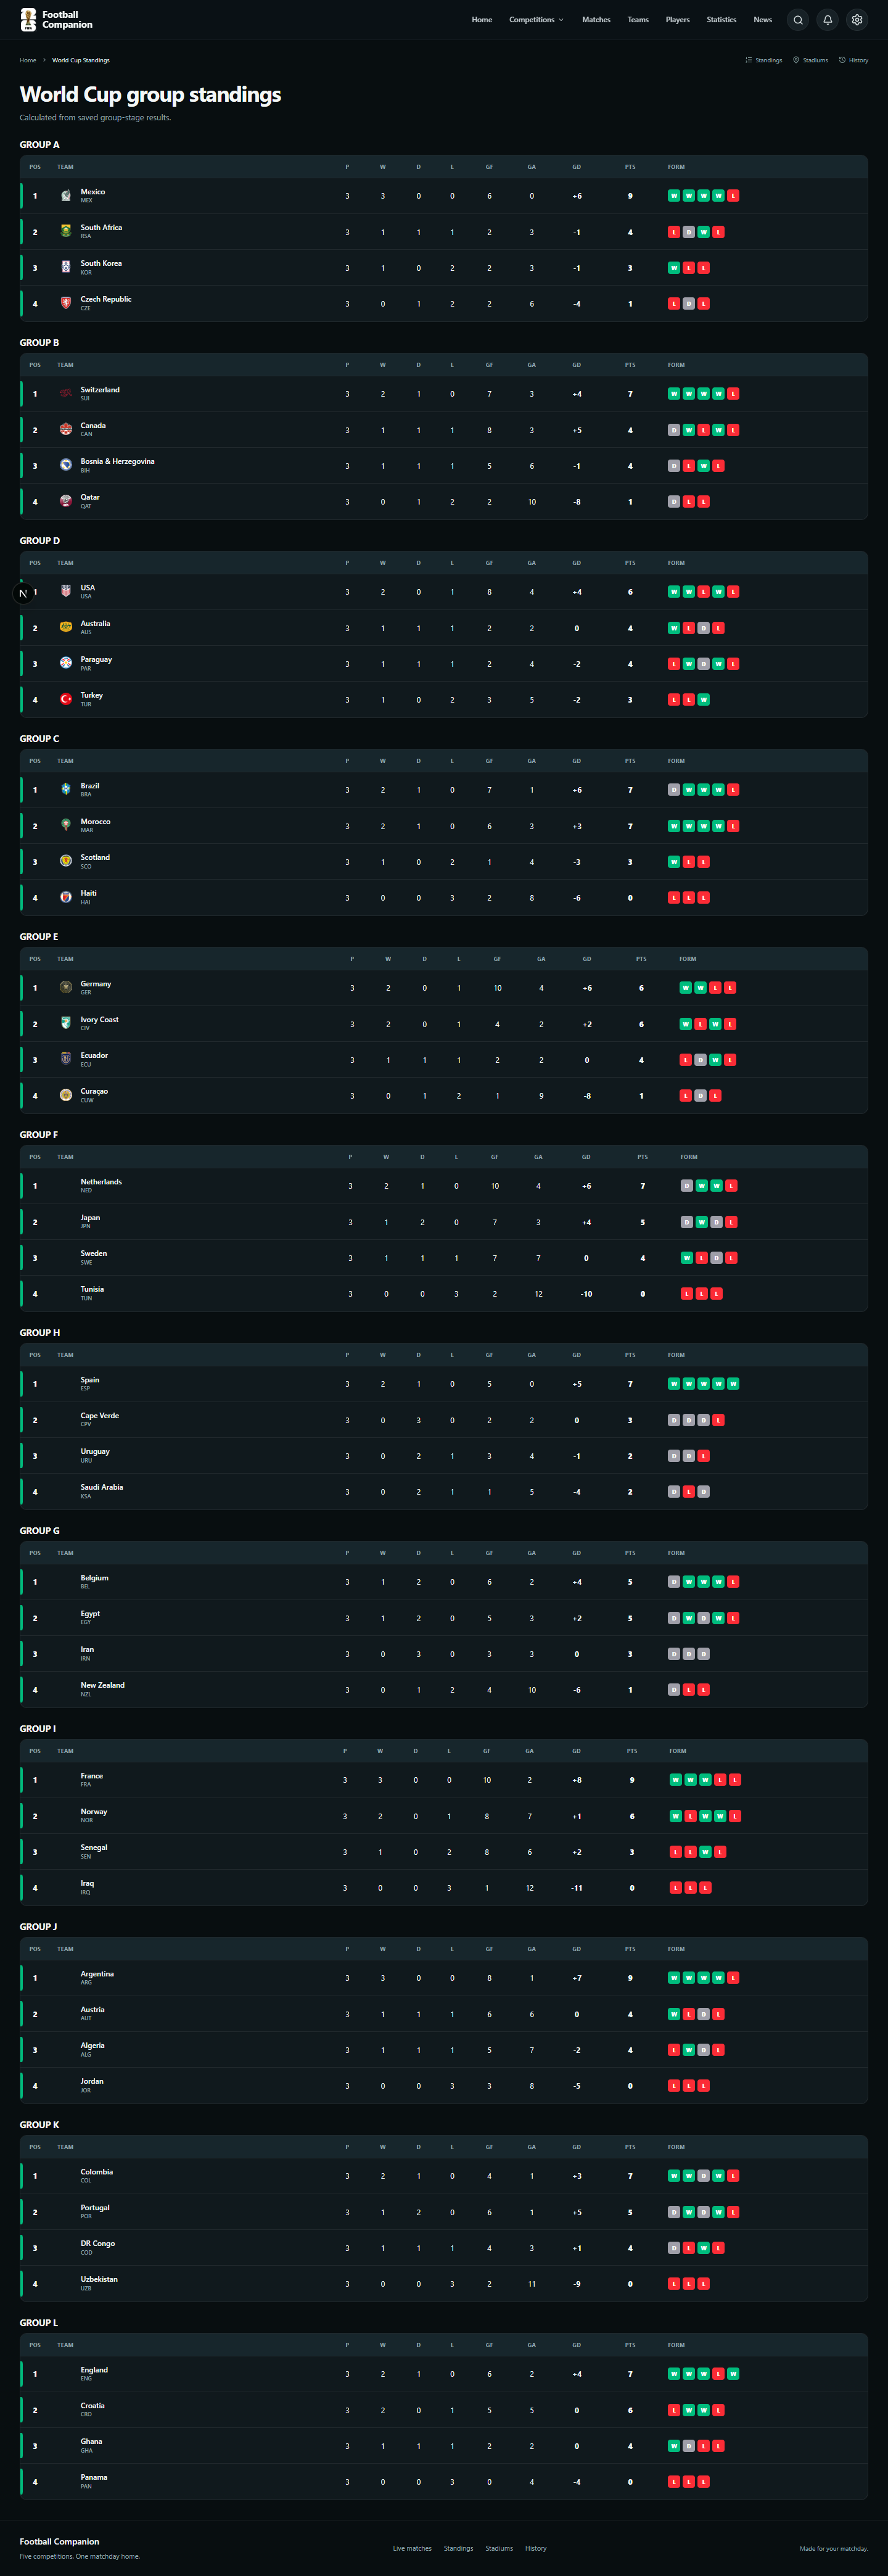 Football
Companion
Home Competitions Matches Teams Players Statistics News
Home > World Cup Standings
Standings Stadiums History
World Cup group standings
Calculated from saved group-stage results.
GROUP A
POS TEAM P W D L GF GA GD PTS FORM
1 Mexico 3 3 0 0 6 0 +6 9 W W W W L
MEX
2 South Africa 3 1 1 1 2 3 -1 4 L D W L
RSA
3 South Korea 3 1 0 2 2 3 -1 3 W L L
KOR
4 Czech Republic 3 0 1 2 2 6 -4 1 L D L
CZE
GROUP B
POS TEAM P W D L GF GA GD PTS FORM
1 Switzerland 3 2 1 0 7 3 +4 7 W W W W L
SUI
2 Canada 3 1 1 1 8 3 +5 4 D W L W L
CAN
3 Bosnia & Herzegovina 3 1 1 1 5 6 -1 4 D L W L
BIH
4 Qatar 3 0 1 2 2 10 -8 1 D L L
QAT
GROUP D
POS TEAM P W D L GF GA GD PTS FORM
N 1 USA 3 2 0 1 8 4 +4 6 W W L W L
USA
2 Australia 3 1 1 1 2 2 0 4 W L D L
AUS
3 Paraguay 3 1 1 1 2 4 -2 4 L W D W L
PAR
4 Turkey 3 1 0 2 3 5 -2 3 L L W
TUR
GROUP C
POS TEAM P W D L GF GA GD PTS FORM
1 Brazil 3 2 1 0 7 1 +6 7 D W W W L
BRA
2 Morocco 3 2 1 0 6 3 +3 7 W W W W L
MAR
3 Scotland 3 1 0 2 1 4 -3 3 W L L
SCO
4 Haiti 3 0 0 3 2 8 -6 0 L L L
HAI
GROUP E
POS TEAM P W D L GF GA GD PTS FORM
1 Germany 3 2 0 1 10 4 +6 6 W W L L
GER
2 Ivory Coast 3 2 0 1 4 2 +2 6 W L W L
CIV
3 Ecuador 3 1 1 1 2 2 0 4 L D W L
ECU
4 Curaçao 3 0 1 2 1 9 -8 1 L D L
CUW
GROUP F
POS TEAM P W D L GF GA GD PTS FORM
1 Netherlands 3 2 1 0 10 4 +6 7 D W W L
NED
2 Japan 3 1 2 0 7 3 +4 5 D W D L
JPN
3 Sweden 3 1 1 1 7 7 0 4 W L D L
SWE
4 Tunisia 3 0 0 3 2 12 -10 0 L L L
TUN
GROUP H
POS TEAM P W D L GF GA GD PTS FORM
1 Spain 3 2 1 0 5 0 +5 7 W W W W W
ESP
2 Cape Verde 3 0 3 0 2 2 0 3 D D D L
CPV
3 Uruguay 3 0 2 1 3 4 -1 2 D D L
URU
4 Saudi Arabia 3 0 2 1 1 5 -4 2 D L D
KSA
GROUP G
POS TEAM P W D L GF GA GD PTS FORM
1 Belgium 3 1 2 0 6 2 +4 5 D W W W L
BEL
2 Egypt 3 1 2 0 5 3 +2 5 D W D W L
EGY
3 Iran 3 0 3 0 3 3 0 3 D D D
IRN
4 New Zealand 3 0 1 2 4 10 -6 1 D L L
NZL
GROUP I
POS TEAM P W D L GF GA GD PTS FORM
1 France 3 3 0 0 10 2 +8 9 W W W L L
FRA
2 Norway 3 2 0 1 8 7 +1 6 W L W W L
NOR
3 Senegal 3 1 0 2 8 6 +2 3 L L W L
SEN
4 Iraq 3 0 0 3 1 12 -11 0 L L L
IRQ
GROUP J
POS TEAM P W D L GF GA GD PTS FORM
1 Argentina 3 3 0 0 8 1 +7 9 W W W W L
ARG
2 Austria 3 1 1 1 6 6 0 4 W L D L
AUT
3 Algeria 3 1 1 1 5 7 -2 4 L W D L
ALG
4 Jordan 3 0 0 3 3 8 -5 0 L L L
JOR
GROUP K
POS TEAM P W D L GF GA GD PTS FORM
1 Colombia 3 2 1 0 4 1 +3 7 W W D W L
COL
2 Portugal 3 1 2 0 6 1 +5 5 D W D W L
POR
3 DR Congo 3 1 1 1 4 3 +1 4 D L W L
COD
4 Uzbekistan 3 0 0 3 2 11 -9 0 L L L
UZB
GROUP L
POS TEAM P W D L GF GA GD PTS FORM
1 England 3 2 1 0 6 2 +4 7 W W W L W
ENG
2 Croatia 3 2 0 1 5 5 0 6 L W W L
CRO
3 Ghana 3 1 1 1 2 2 0 4 W D L L
GHA
4 Panama 3 0 0 3 0 4 -4 0 L L L
PAN
Football Companion
Five competitions. One matchday home.
Live matches Standings Stadiums History
Made for your matchday.